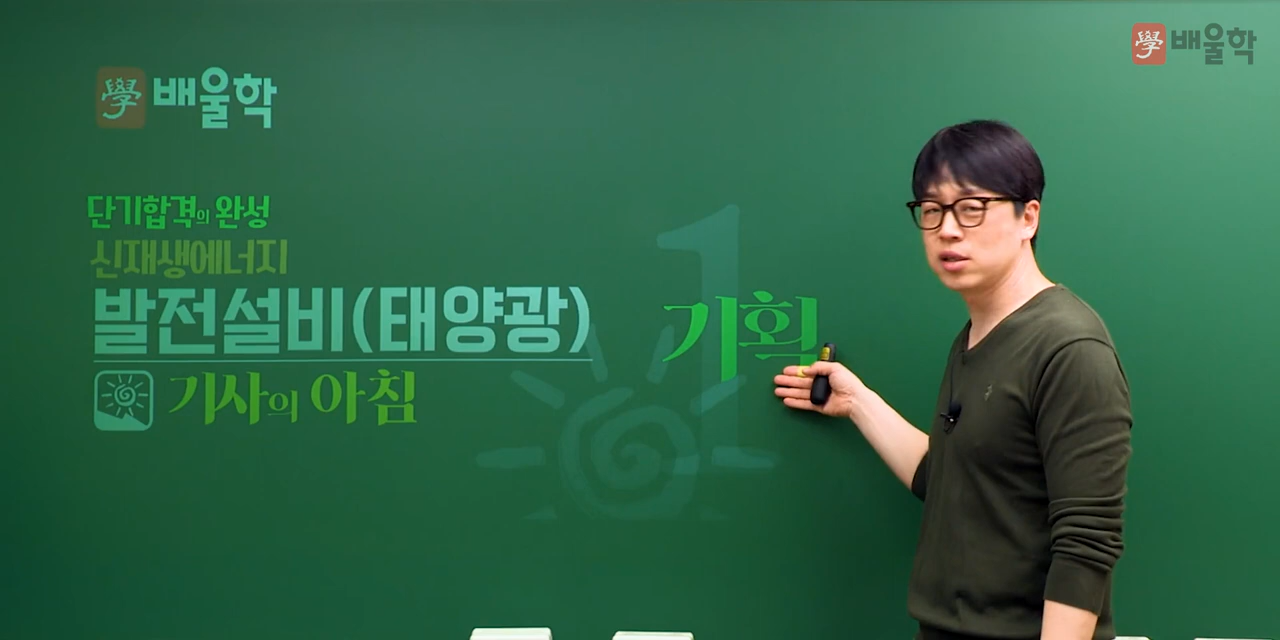 學 배울학
學 배울학
단기합격의 완성
신재생에너지
발전설비(태양광)
기사의 아침
1
기획